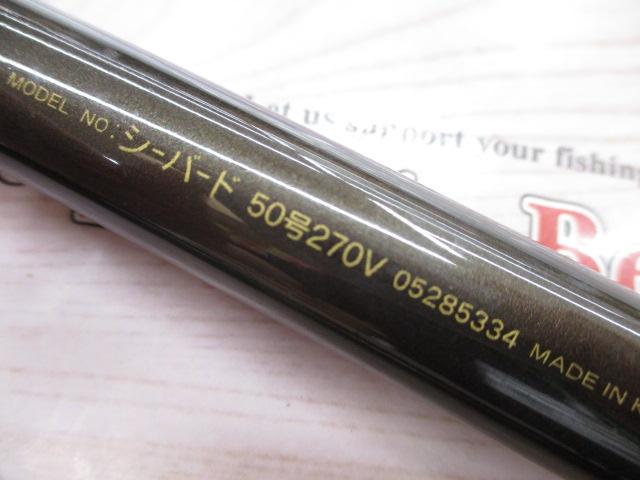 Let us support your fishing
MODEL NO: シーバード 50号270V 05285334 MADE IN K
Be